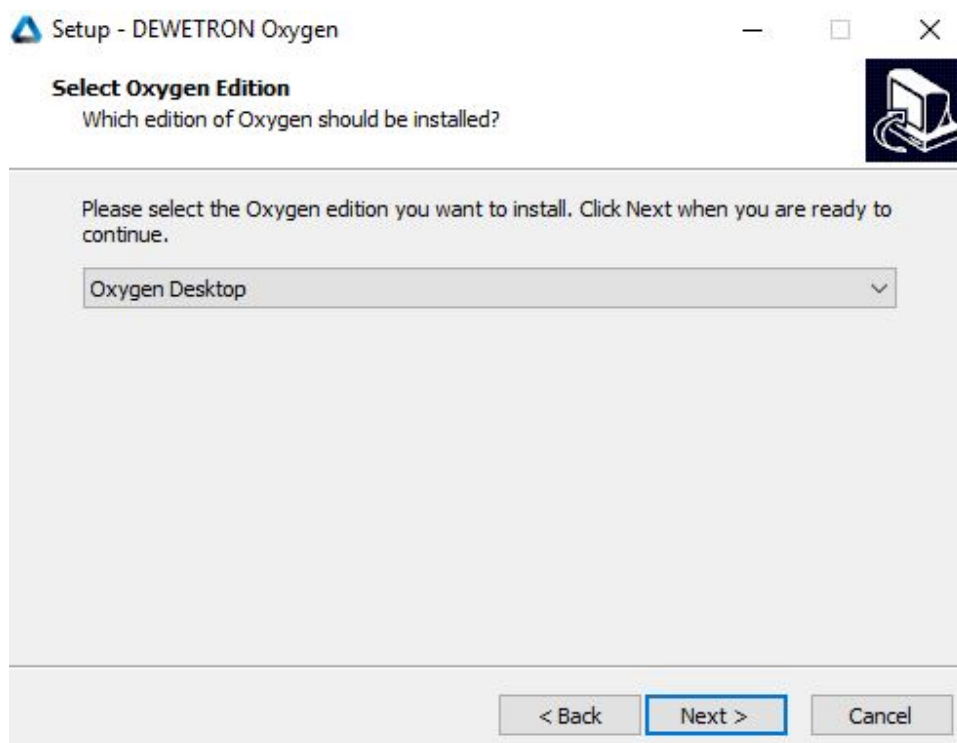 Setup - DEWETRON Oxygen
Select Oxygen Edition
Which edition of Oxygen should be installed?
Please select the Oxygen edition you want to install. Click Next when you are ready to
continue.
Oxygen Desktop
< Back Next > Cancel